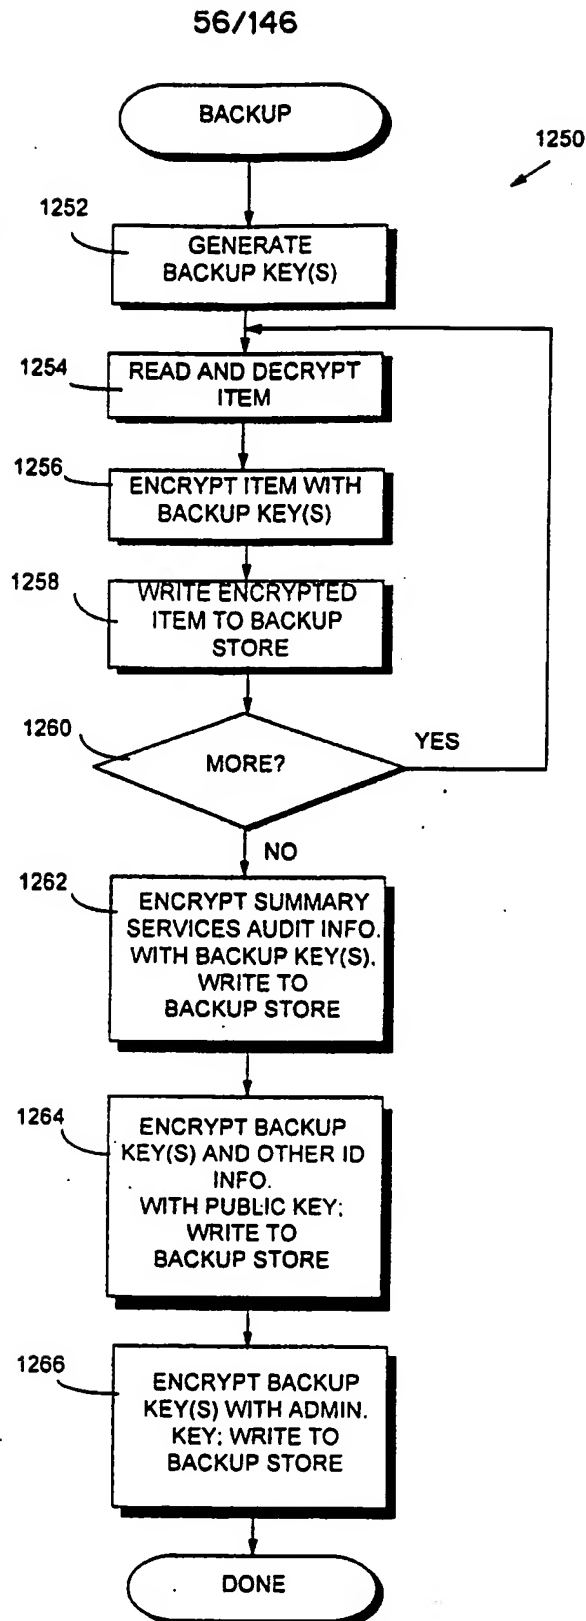 56/146
BACKUP
1250
1252
GENERATE
BACKUP KEY(S)
1254
READ AND DECRYPT
ITEM
1256
ENCRYPT ITEM WITH
BACKUP KEY(S)
1258
WRITE ENCRYPTED
ITEM TO BACKUP
STORE
1260
MORE?
YES
NO
1262
ENCRYPT SUMMARY
SERVICES AUDIT INFO.
WITH BACKUP KEY(S).
WRITE TO
BACKUP STORE
1264
ENCRYPT BACKUP
KEY(S) AND OTHER ID
INFO.
WITH PUBLIC KEY;
WRITE TO
BACKUP STORE
1266
ENCRYPT BACKUP
KEY(S) WITH ADMIN.
KEY; WRITE TO
BACKUP STORE
DONE